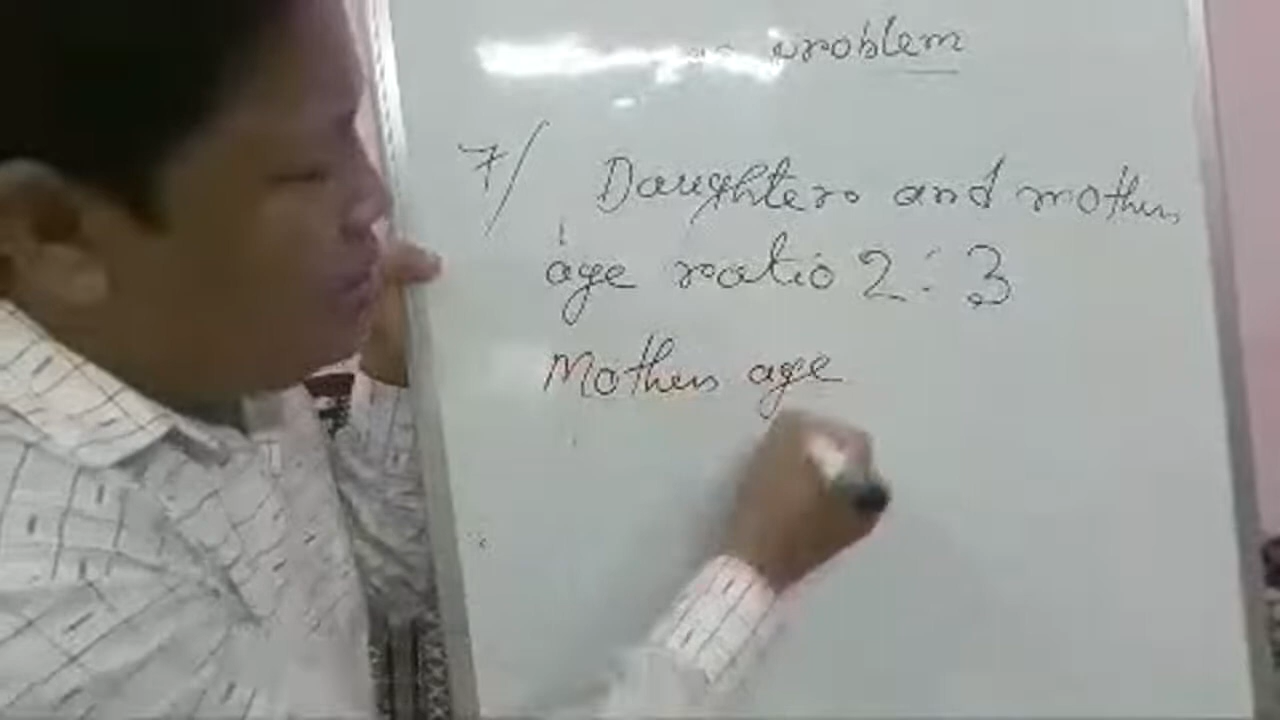 problem
7/ Daughters and mothers
age ratio 2:3
Mothers age